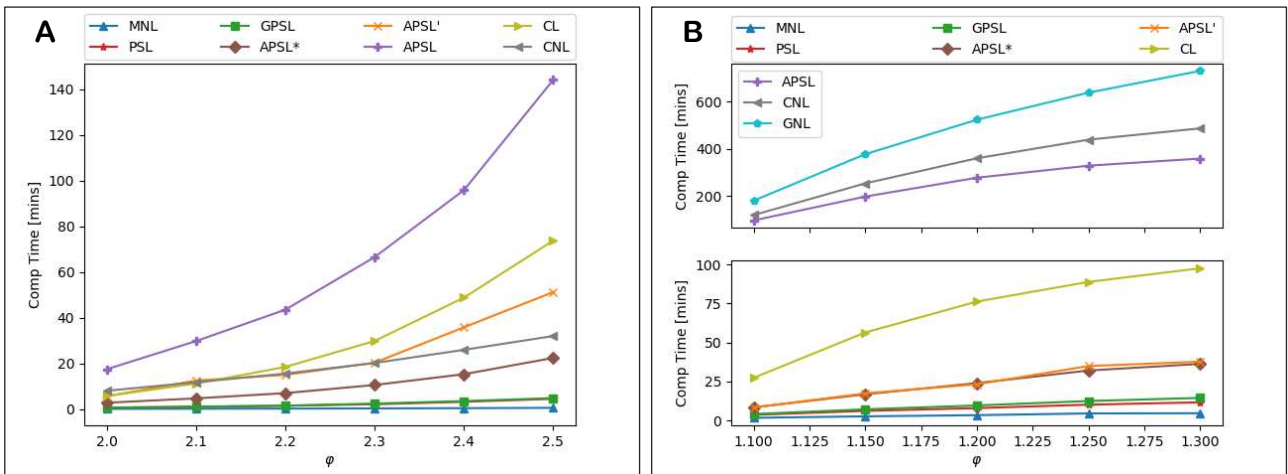 A
MNL GPSL APSL' CL
PSL APSL* APSL CNL
140
120
100
80
60
40
20
0
Comp Time [mins]
2.0 2.1 2.2 2.3 2.4 2.5
φ
B
MNL GPSL APSL'
PSL APSL* CL
APSL
CNL
GNL
600
400
200
Comp Time [mins]
100
75
50
25
0
Comp Time [mins]
1.100 1.125 1.150 1.175 1.200 1.225 1.250 1.275 1.300
φ